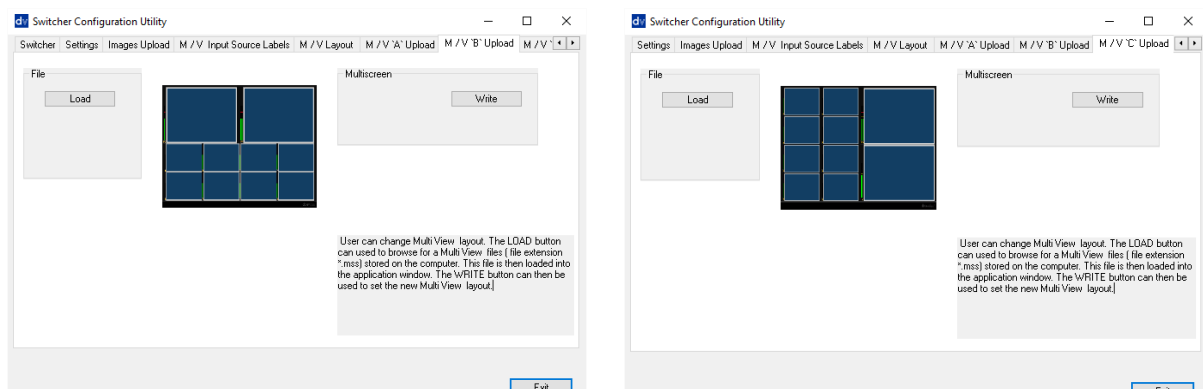 dv Switcher Configuration Utility
Switcher Settings Images Upload M / V Input Source Labels M / V Layout M / V `A` Upload M / V `B` Upload M / V `
File
Load
Multiscreen
Write
User can change Multi View layout. The LOAD button
can used to browse for a Multi View files ( file extension
*.mss) stored on the computer. This file is then loaded into
the application window. The WRITE button can then be
used to set the new Multi View layout.
Exit
dv Switcher Configuration Utility
Settings Images Upload M / V Input Source Labels M / V Layout M / V `A` Upload M / V `B` Upload M / V `C` Upload
File
Load
Multiscreen
Write
User can change Multi View layout. The LOAD button
can used to browse for a Multi View files ( file extension
*.mss) stored on the computer. This file is then loaded into
the application window. The WRITE button can then be
used to set the new Multi View layout.